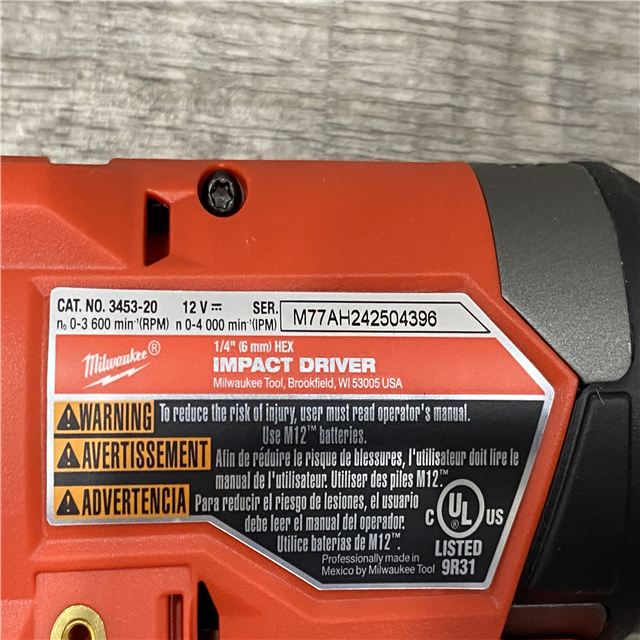 CAT. NO. 3453-20 12 V ⎓ SER. M77AH242504396
n₀ 0-3 600 min⁻¹(RPM) n 0-4 000 min⁻¹(IPM)
Milwaukee®
1/4" (6 mm) HEX
IMPACT DRIVER
Milwaukee Tool, Brookfield, WI 53005 USA
WARNING To reduce the risk of injury, user must read operator's manual.
Use M12™ batteries.
AVERTISSEMENT Afin de réduire le risque de blessures, l'utilisateur doit lire le
manuel de l'utilisateur. Utiliser des piles M12™.
ADVERTENCIA Para reducir el riesgo de lesiones, el usuario
debe leer el manual del operador.
Utilice baterías de M12™.
Professionally made in
Mexico by Milwaukee Tool
C UL US
LISTED
9R31